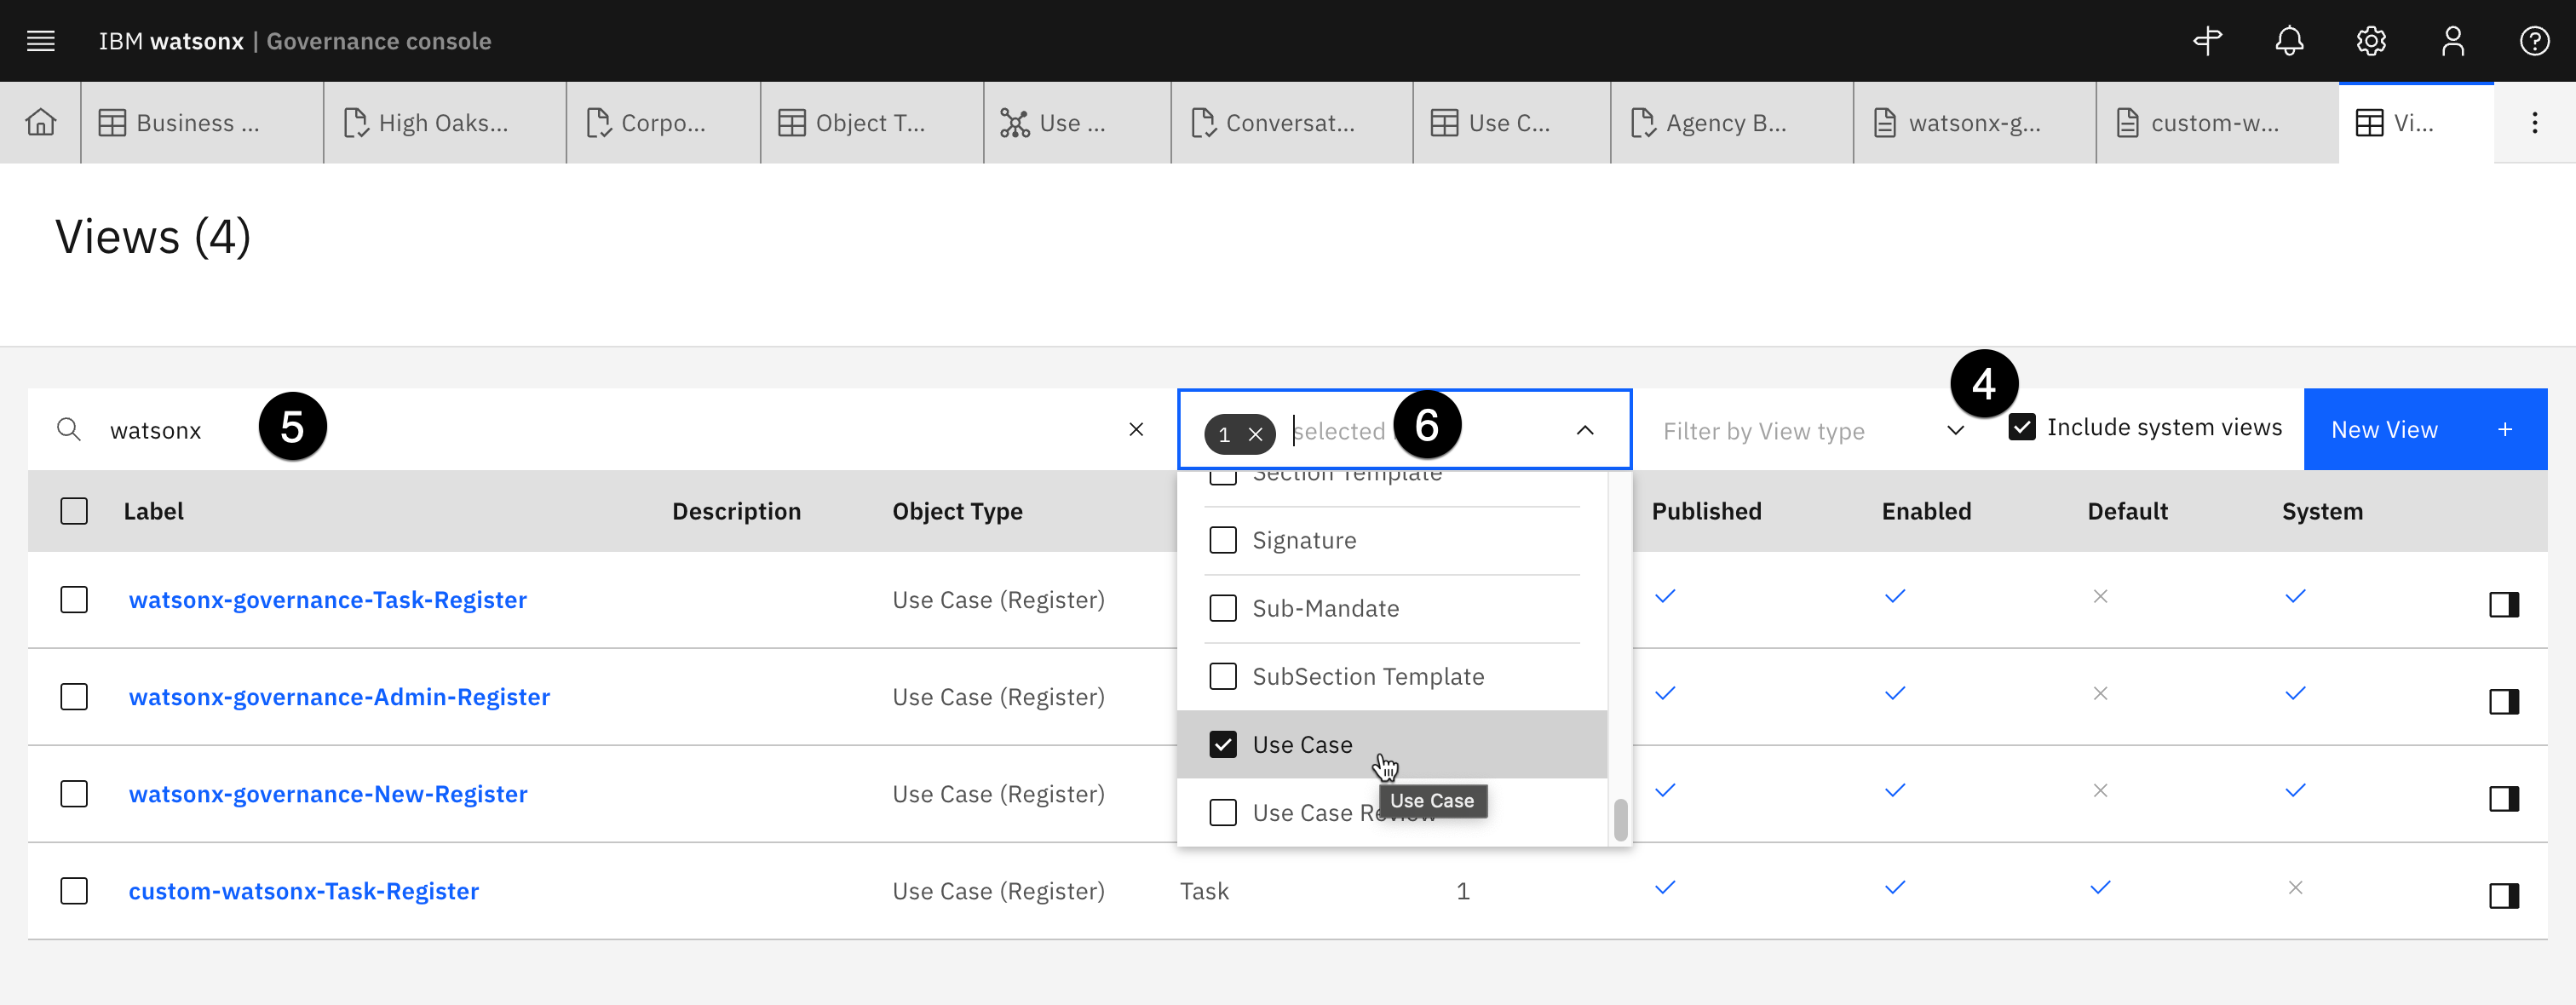 IBM watsonx | Governance console
Business ...
High Oaks...
Corpo...
Object T...
Use ...
Conversat...
Use C...
Agency B...
watsonx-g...
custom-w...
Vi...
Views (4)
watsonx
5
1
selected
6
Filter by View type
4
Include system views
New View +
Label Description Object Type Published Enabled Default System
Section Template
Signature
Sub-Mandate
SubSection Template
Use Case
Use Case
Use Case Review
watsonx-governance-Task-Register Use Case (Register)
watsonx-governance-Admin-Register Use Case (Register)
watsonx-governance-New-Register Use Case (Register)
custom-watsonx-Task-Register Use Case (Register) Task 1